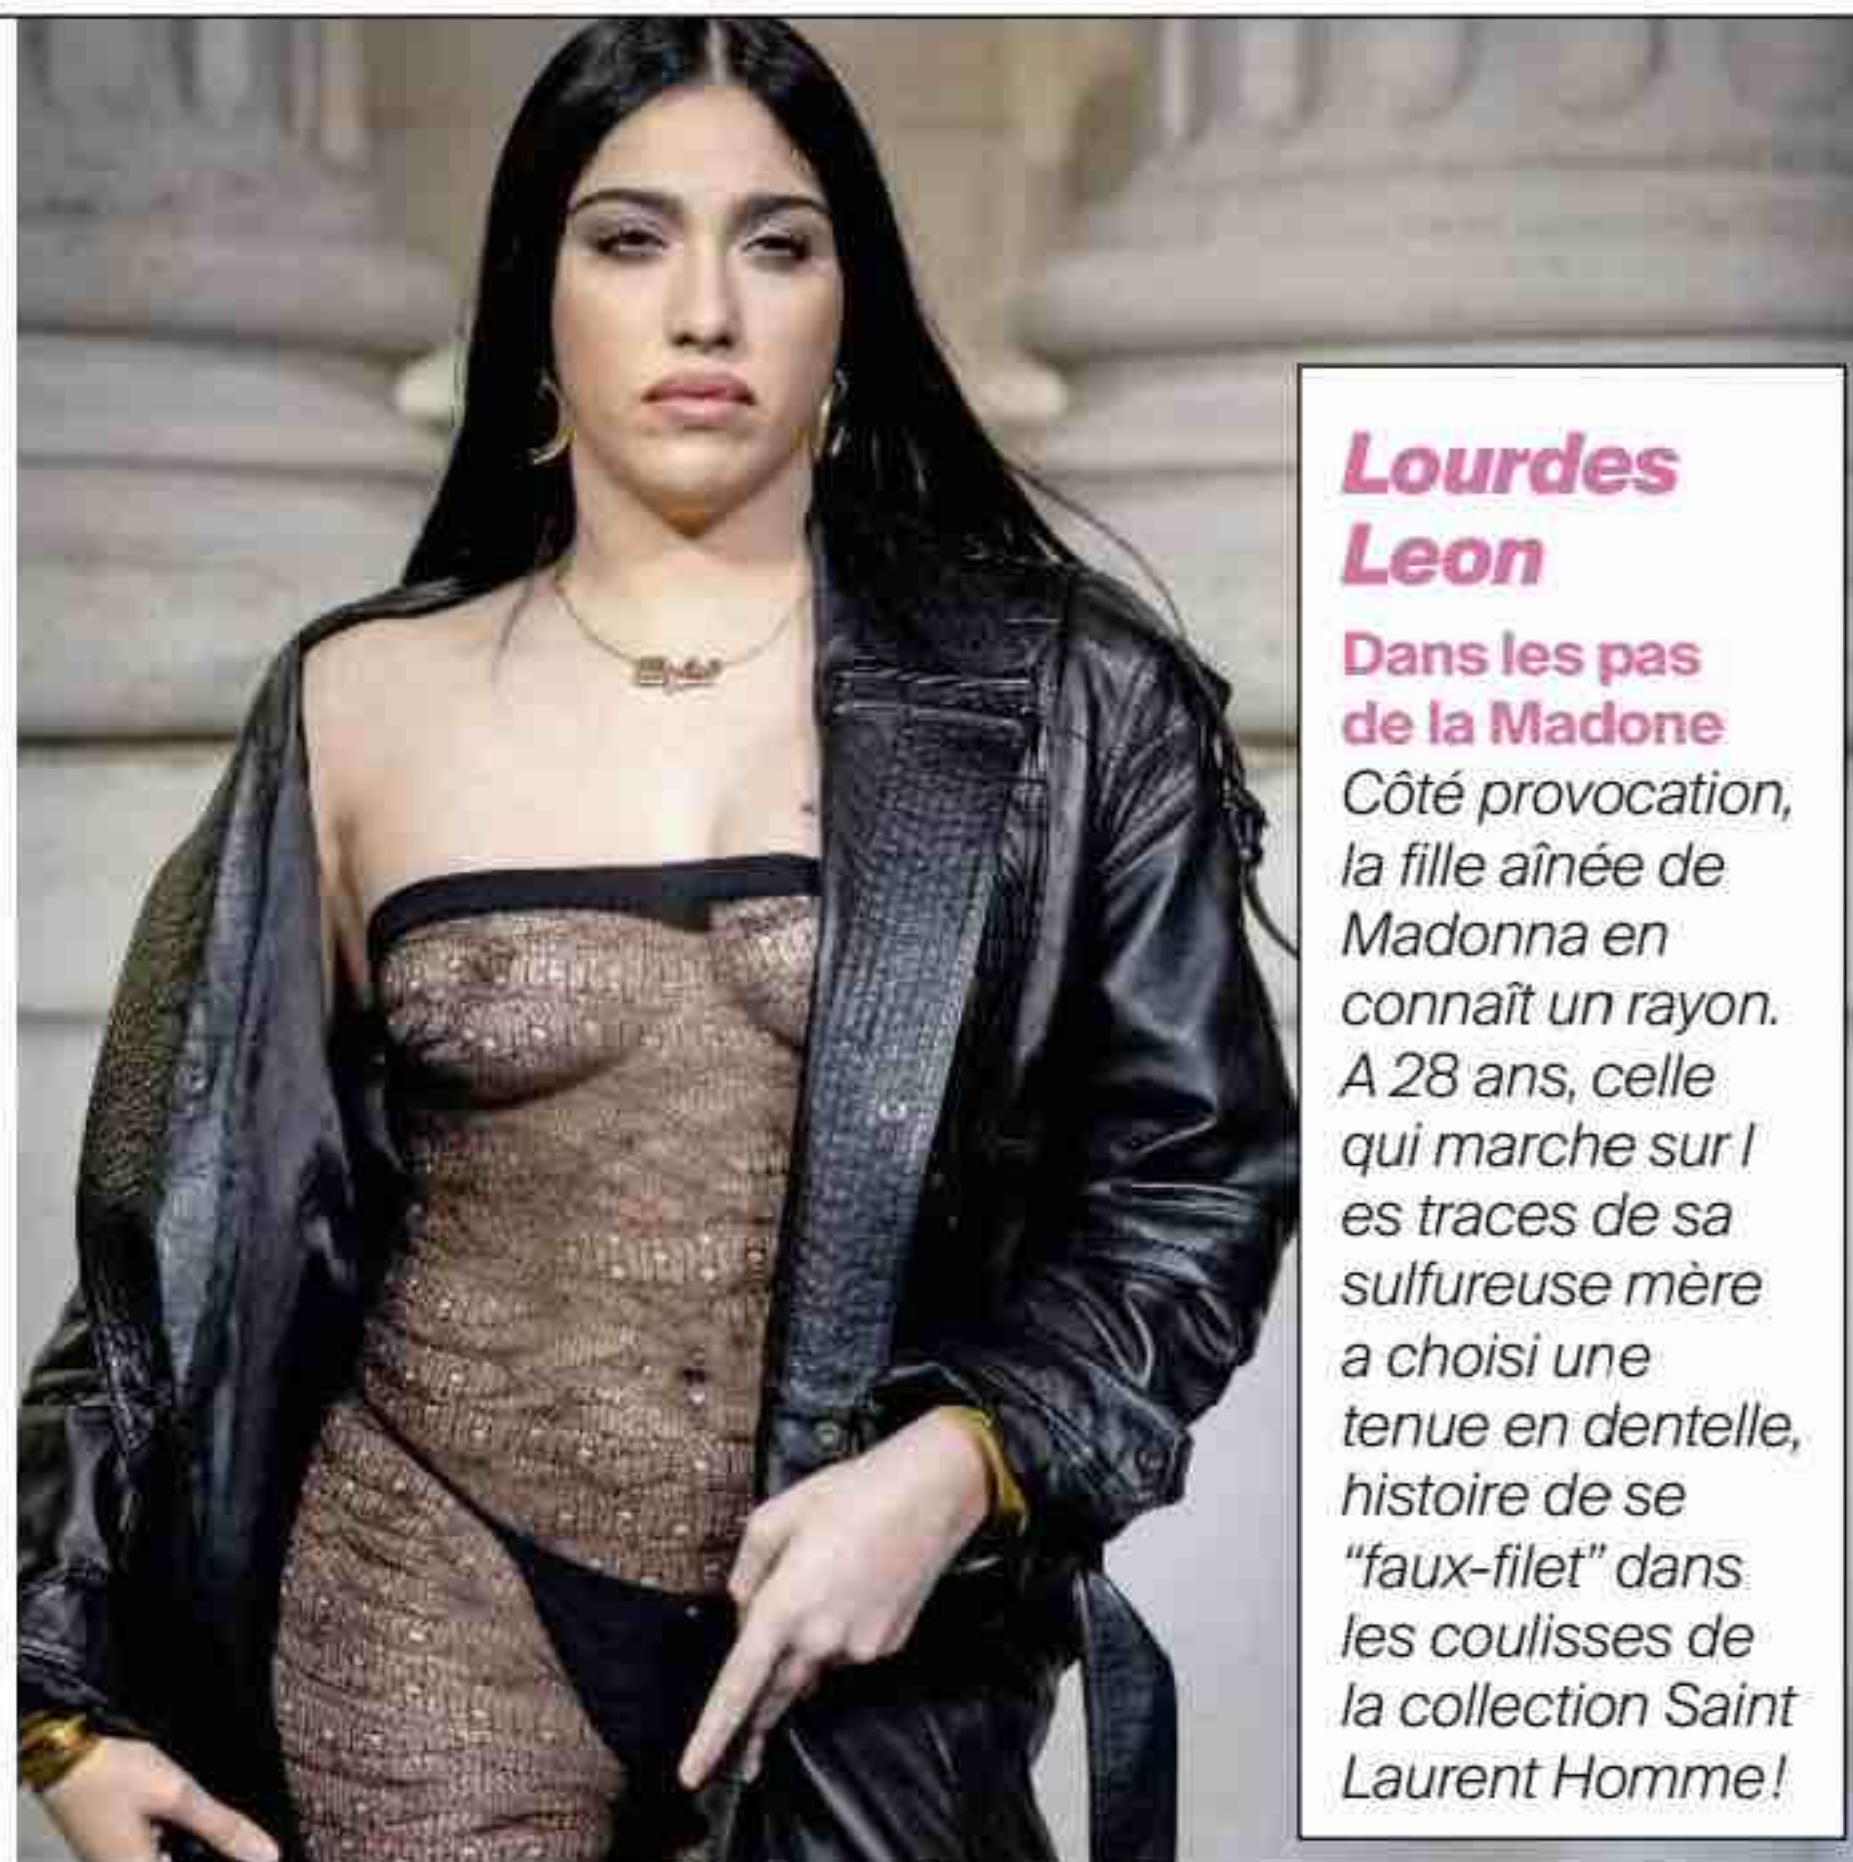 Lourdes
Leon
Dans les pas
de la Madone
Côté provocation,
la fille aînée de
Madonna en
connaît un rayon.
A 28 ans, celle
qui marche sur l
es traces de sa
sulfureuse mère
a choisi une
tenue en dentelle,
histoire de se
“faux-filet” dans
les coulisses de
la collection Saint
Laurent Homme!